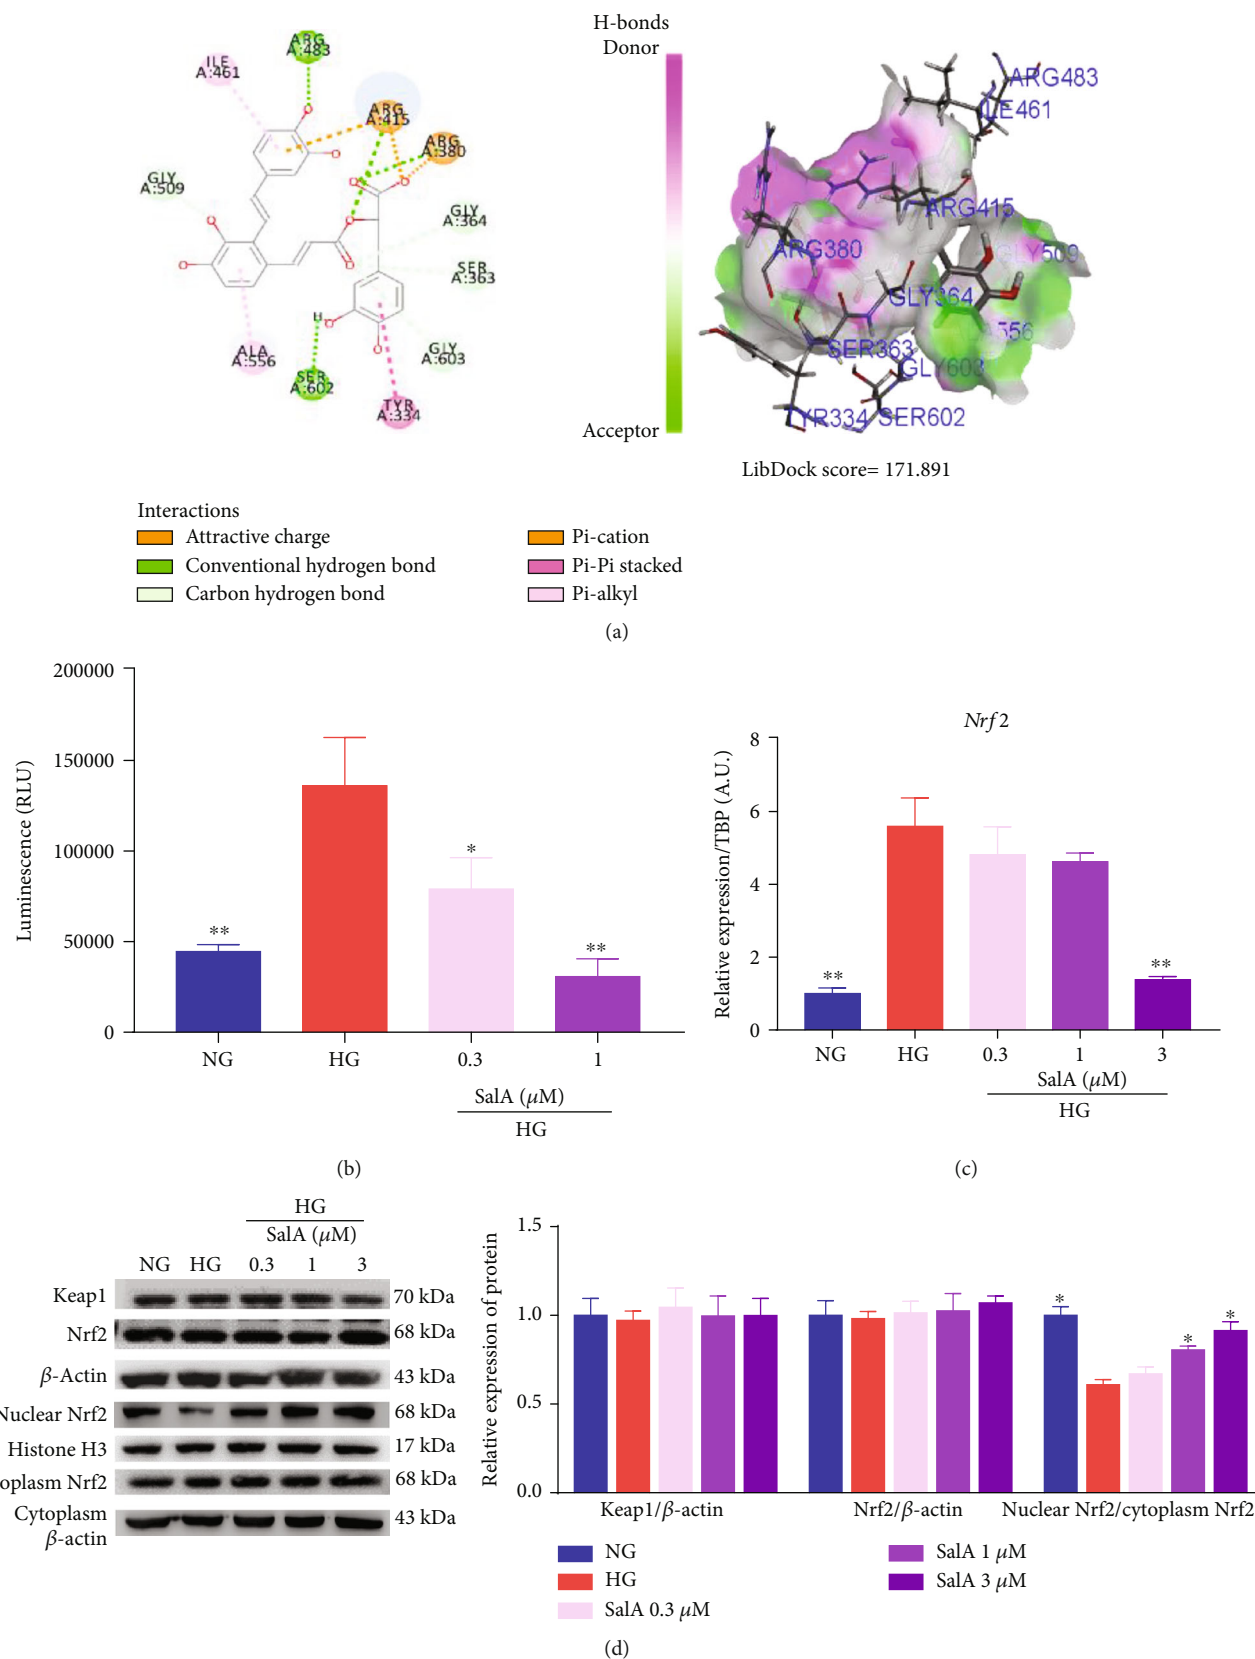 H-bonds
Donor
Acceptor
ARG
A:483
ILE
A:461
ARG
A:415
ARG
A:380
GLY
A:509
GLY
A:364
SER
A:363
ALA
A:556
H
SER
A:602
GLY
A:603
TYR
A:334
ARG483
ILE461
ARG415
ARG380
GLY509
GLY364
A556
SER363
GLY603
TYR334 SER602
LibDock score= 171.891
Interactions
Attractive charge
Pi-cation
Conventional hydrogen bond
Pi-Pi stacked
Carbon hydrogen bond
Pi-alkyl
(a)
Luminescence (RLU)
200000
150000
100000
50000
0
**
*
**
NG HG 0.3 1
SalA (μM)
HG
(b)
Nrf2
Relative expression/TBP (A.U.)
8
6
4
2
0
**
**
NG HG 0.3 1 3
SalA (μM)
HG
(c)
HG
SalA (μM)
NG HG 0.3 1 3
Keap1 70 kDa
Nrf2 68 kDa
β-Actin 43 kDa
Nuclear Nrf2 68 kDa
Histone H3 17 kDa
oplasm Nrf2 68 kDa
Cytoplasm
β-actin
43 kDa
Relative expression of protein
1.5
1.0
0.5
0.0
*
*
*
Keap1/β-actin Nrf2/β-actin Nuclear Nrf2/cytoplasm Nrf2
NG
HG
SalA 0.3 μM
SalA 1 μM
SalA 3 μM
(d)